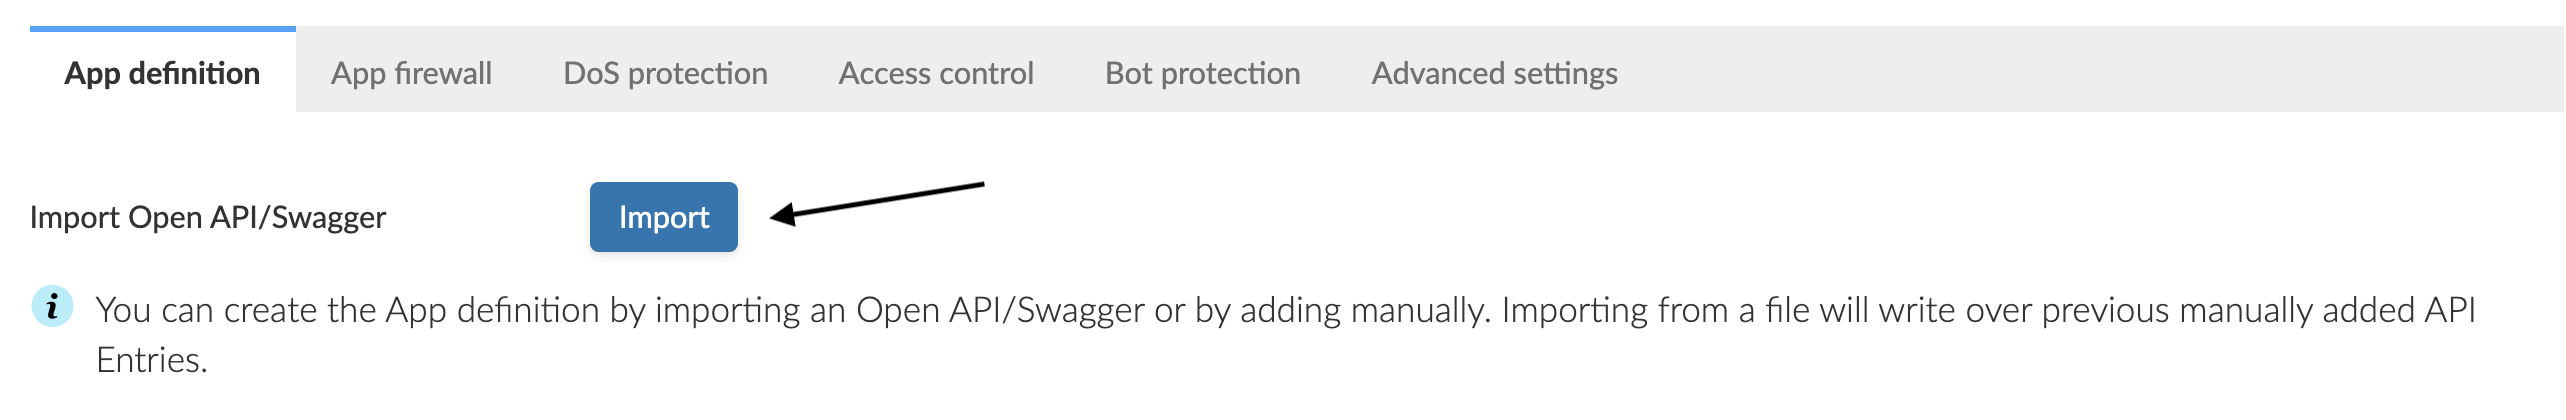 App definition App firewall DoS protection Access control Bot protection Advanced settings
Import Open API/Swagger Import
i You can create the App definition by importing an Open API/Swagger or by adding manually. Importing from a file will write over previous manually added API
Entries.